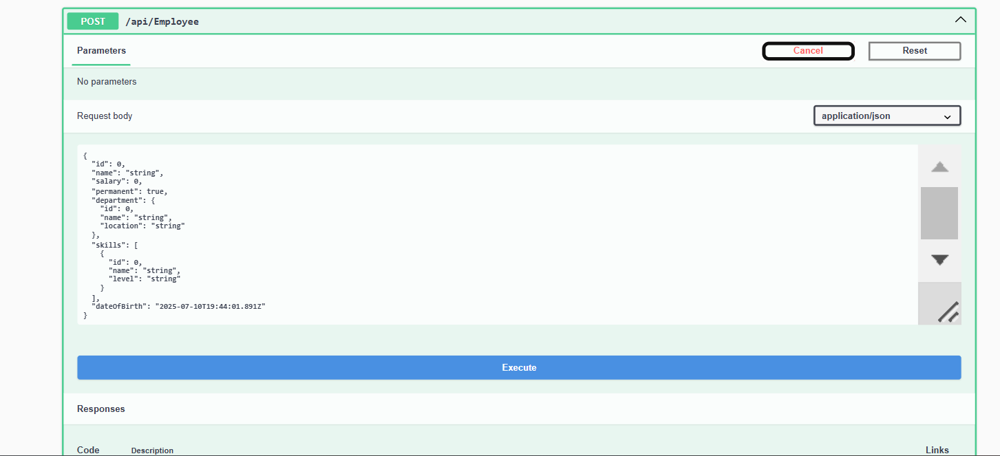 POST /api/Employee
Parameters
Cancel
Reset
No parameters
Request body
application/json
{
  "id": 0,
  "name": "string",
  "salary": 0,
  "permanent": true,
  "department": {
    "id": 0,
    "name": "string",
    "location": "string"
  },
  "skills": [
    {
      "id": 0,
      "name": "string",
      "level": "string"
    }
  ],
  "dateOfBirth": "2025-07-10T19:44:01.891Z"
}
Execute
Responses
Code Description Links